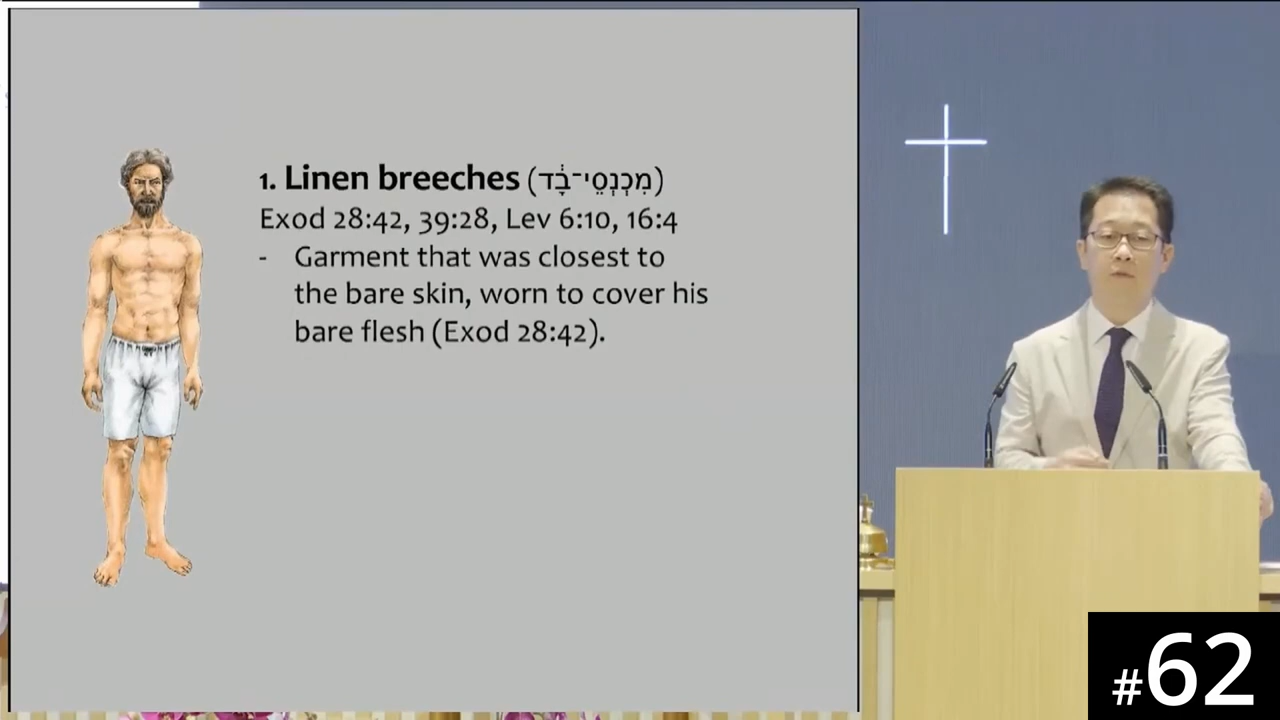 1. Linen breeches (מִכְנְסֵי־בָ֔ד)
Exod 28:42, 39:28, Lev 6:10, 16:4
- Garment that was closest to
the bare skin, worn to cover his
bare flesh (Exod 28:42).
#62